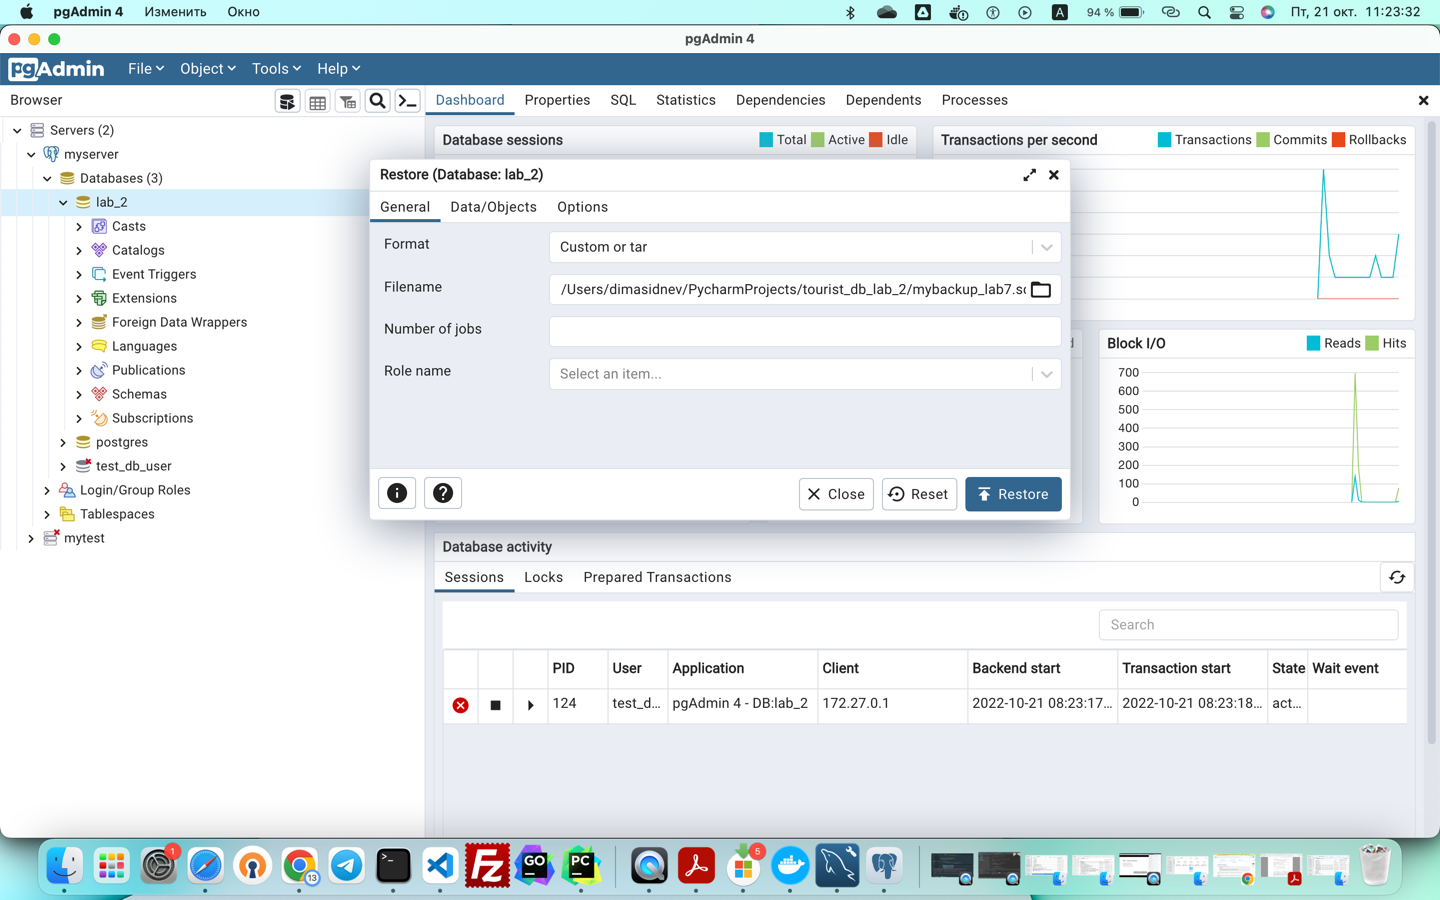 pgAdmin 4 Изменить Окно
A
94 %
A
Пт, 21 окт. 11:23:32
pgAdmin 4
pgAdmin File Object Tools Help
Browser
Dashboard Properties SQL Statistics Dependencies Dependents Processes
Servers (2)
myserver
Databases (3)
lab_2
Casts
Catalogs
Event Triggers
Extensions
Foreign Data Wrappers
Languages
Publications
Schemas
Subscriptions
postgres
test_db_user
Login/Group Roles
Tablespaces
mytest
Database sessions Total Active Idle
Transactions per second Transactions Commits Rollbacks
Restore (Database: lab_2)
General Data/Objects Options
Format Custom or tar
Filename /Users/dimasidnev/PycharmProjects/tourist_db_lab_2/mybackup_lab7.sq
Number of jobs
Role name Select an item...
Close Reset Restore
Block I/O Reads Hits
700
600
500
400
300
200
100
0
Database activity
Sessions Locks Prepared Transactions
Search
PID User Application Client Backend start Transaction start State Wait event
124 test_d... pgAdmin 4 - DB:lab_2 172.27.0.1 2022-10-21 08:23:17... 2022-10-21 08:23:18... act...
1
13
Fz
GO
PC
5